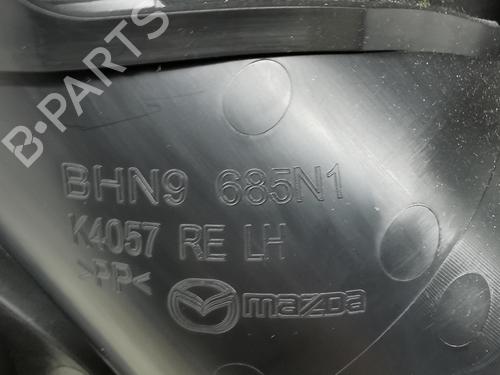 B-PARTS
BHN9 685N1
K4057 RE LH
>PP<
mazda